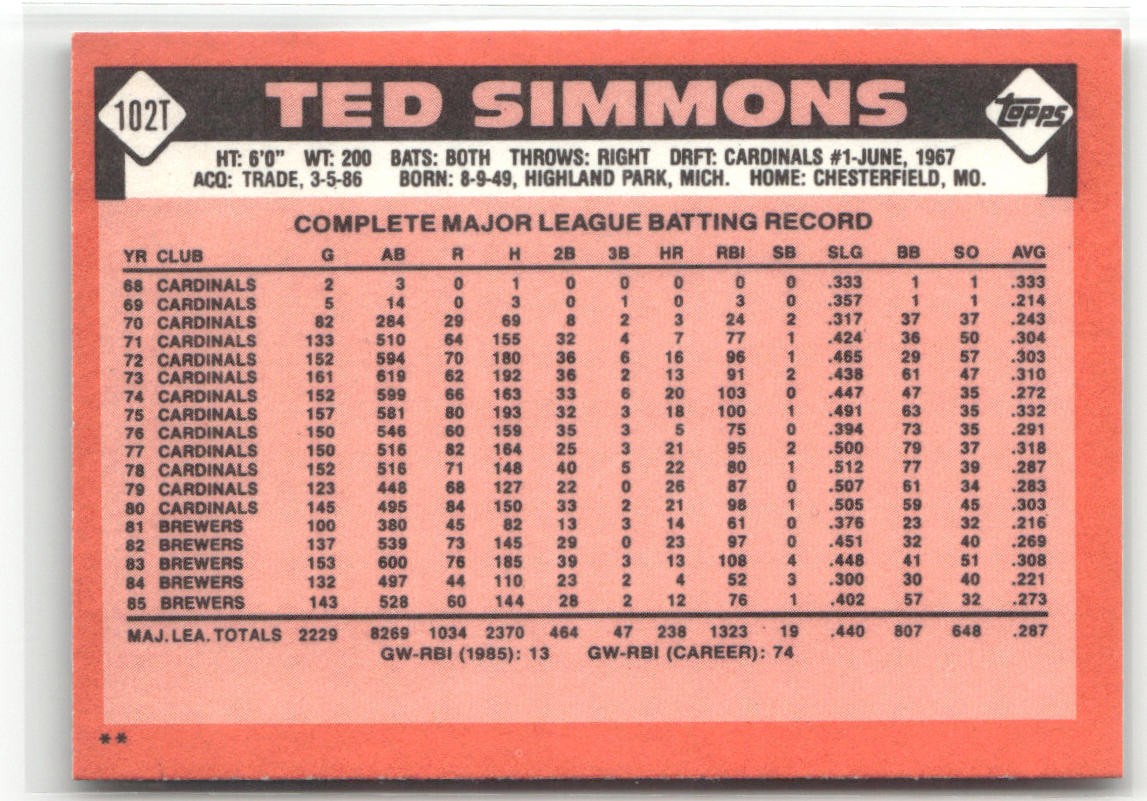 102T TED SIMMONS topps
HT: 6'0" WT: 200 BATS: BOTH THROWS: RIGHT DRFT: CARDINALS #1-JUNE, 1967
ACQ: TRADE, 3-5-86 BORN: 8-9-49, HIGHLAND PARK, MICH. HOME: CHESTERFIELD, MO.
COMPLETE MAJOR LEAGUE BATTING RECORD
YR CLUB G AB R H 2B 3B HR RBI SB SLG BB SO AVG
68 CARDINALS 2 3 0 1 0 0 0 0 0 .333 1 1 .333
69 CARDINALS 5 14 0 3 0 1 0 3 0 .357 1 1 .214
70 CARDINALS 82 284 29 69 8 2 3 24 2 .317 37 37 .243
71 CARDINALS 133 510 64 155 32 4 7 77 1 .424 36 50 .304
72 CARDINALS 152 594 70 180 36 6 16 96 1 .465 29 57 .303
73 CARDINALS 161 619 62 192 36 2 13 91 2 .438 61 47 .310
74 CARDINALS 152 599 66 163 33 6 20 103 0 .447 47 35 .272
75 CARDINALS 157 581 80 193 32 3 18 100 1 .491 63 35 .332
76 CARDINALS 150 546 60 159 35 3 5 75 0 .394 73 35 .291
77 CARDINALS 150 516 82 164 25 3 21 95 2 .500 79 37 .318
78 CARDINALS 152 516 71 148 40 5 22 80 1 .512 77 39 .287
79 CARDINALS 123 448 68 127 22 0 26 87 0 .507 61 34 .283
80 CARDINALS 145 495 84 150 33 2 21 98 1 .505 59 45 .303
81 BREWERS 100 380 45 82 13 3 14 61 0 .376 23 32 .216
82 BREWERS 137 539 73 145 29 0 23 97 0 .451 32 40 .269
83 BREWERS 153 600 76 185 39 3 13 108 4 .448 41 51 .308
84 BREWERS 132 497 44 110 23 2 4 52 3 .300 30 40 .221
85 BREWERS 143 528 60 144 28 2 12 76 1 .402 57 32 .273
MAJ. LEA. TOTALS 2229 8269 1034 2370 464 47 238 1323 19 .440 807 648 .287
GW-RBI (1985): 13 GW-RBI (CAREER): 74
**